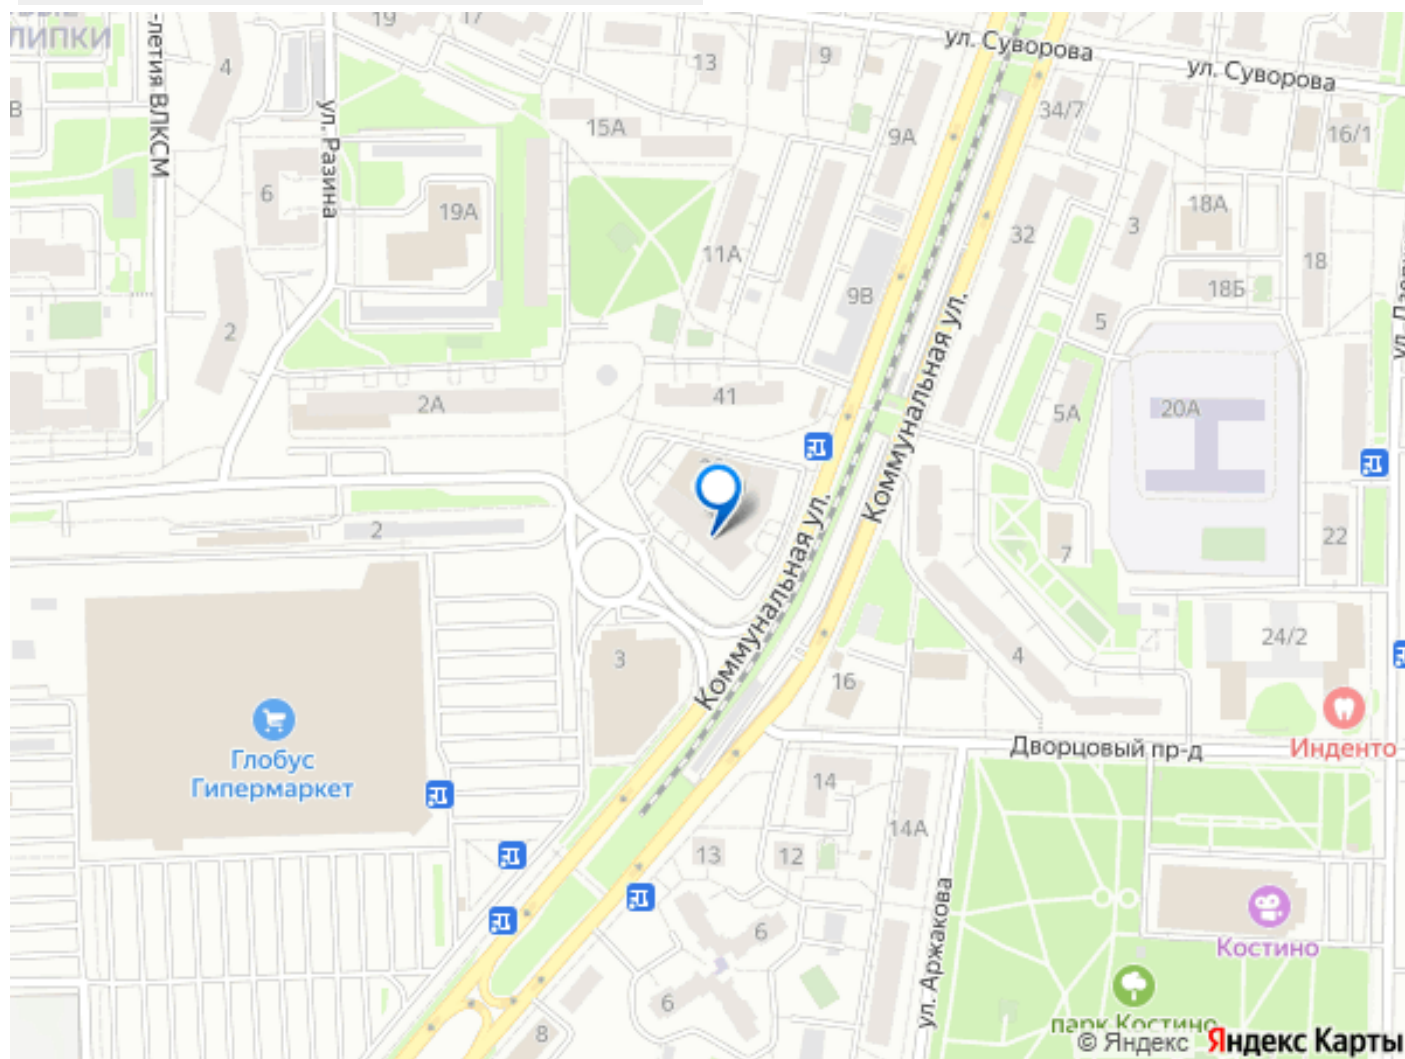 ЛИПКИ
-летия ВЛКСМ
4
19
17
13
9
ул. Суворова
ул. Суворова
ул. Разина
15А
9А
34/7
16/1
В
6
19А
18А
3
32
11А
18
18Б
9В
5
2
41
2А
5А
20А
Коммунальная ул.
Коммунальная ул.
2
7
22
3
4
24/2
16
Глобус
Гипермаркет
Дворцовый пр-д
Инденто
14
14А
13
12
ул. Аржакова
6
6
8
Костино
парк Костино
© Яндекс
Яндекс Карты